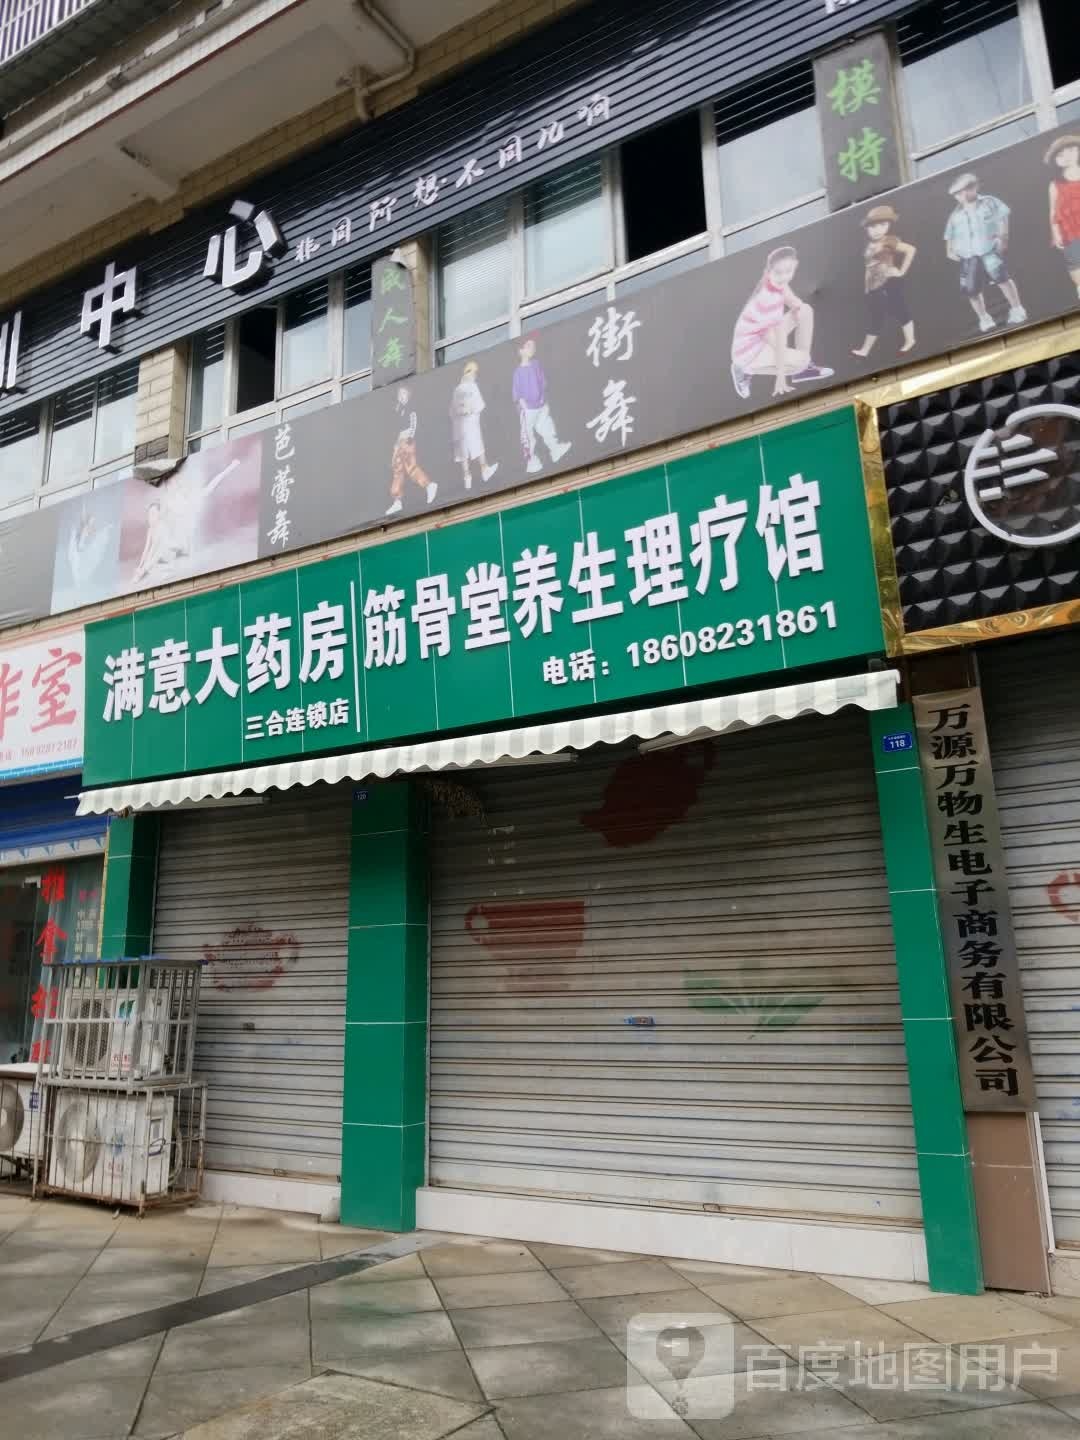 模特
非同所想·不同凡响
中心
成人舞
街舞
芭蕾舞
满意大药房
三合连锁店
筋骨堂养生理疗馆
电话：18608231861
作室
118
120
万源万物生电子商务有限公司
百度地图用户